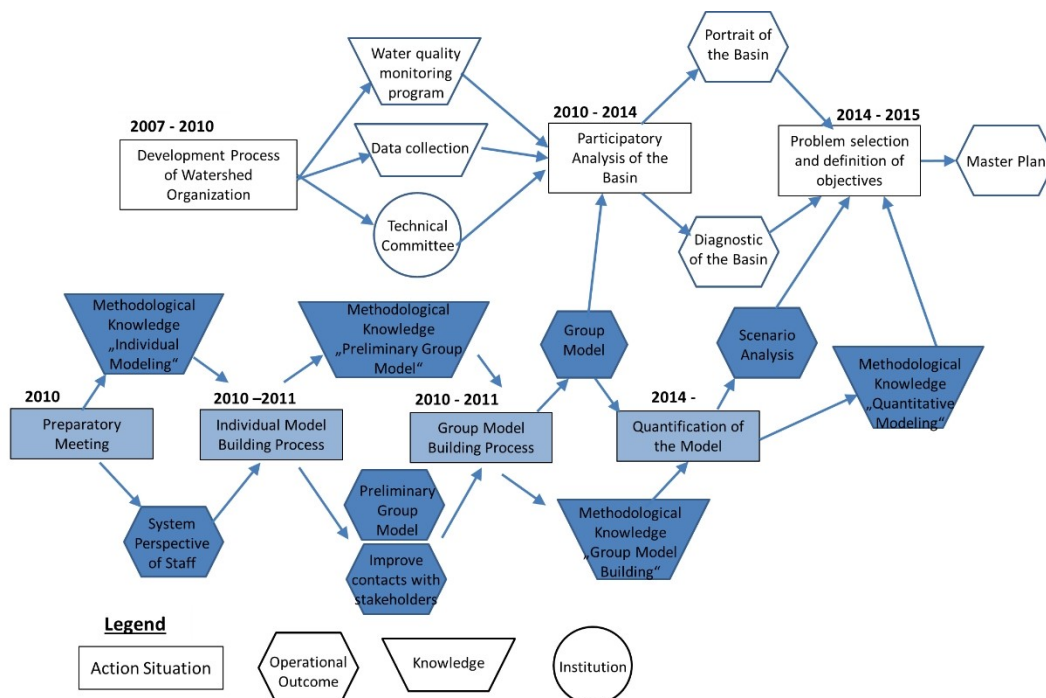 Portrait of
the Basin
Water quality
monitoring
program
2010 - 2014
2014 - 2015
2007 - 2010
Participatory
Analysis of the
Basin
Problem selection
and definition of
objectives
Master Plan
Development Process
of Watershed
Organization
Data collection
Technical
Committee
Diagnostic
of the Basin
Methodological
Knowledge
„Individual
Modeling“
Methodological
Knowledge
„Preliminary Group
Model“
Group
Model
Scenario
Analysis
Methodological
Knowledge
„Quantitative
Modeling“
2010
2010 –2011
2010 - 2011
2014 -
Preparatory
Meeting
Individual Model
Building Process
Group Model
Building Process
Quantification of
the Model
Preliminary
Group
Model
System
Perspective
of Staff
Improve
contacts with
stakeholders
Methodological
Knowledge
„Group Model
Building“
Legend
Action Situation
Operational
Outcome
Knowledge
Institution